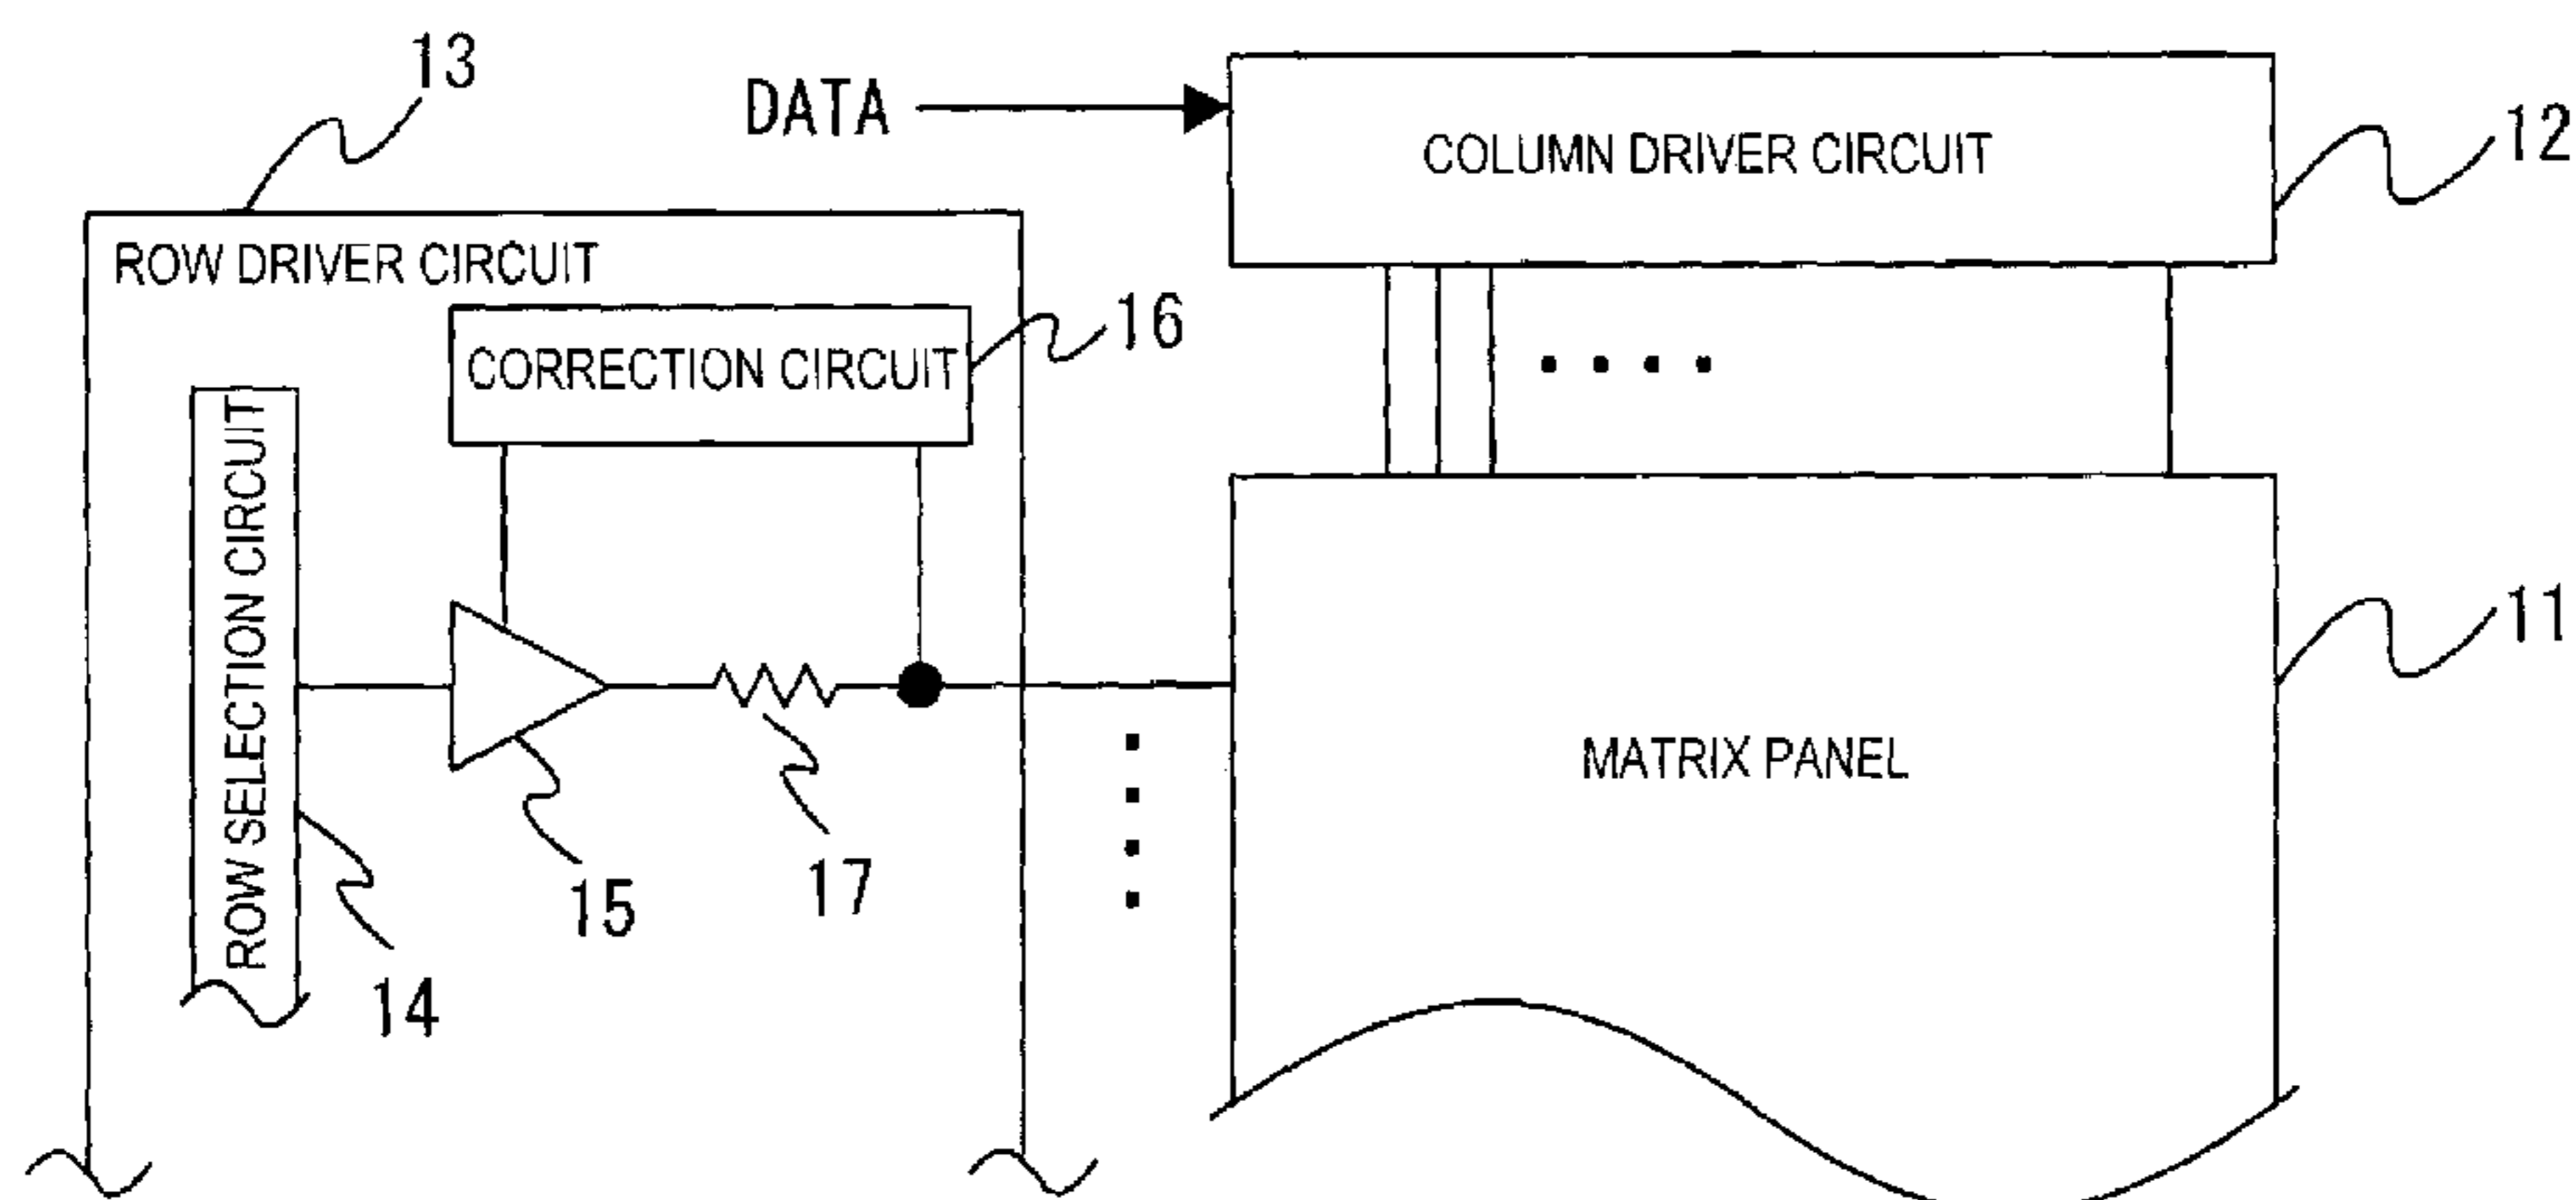 13
DATA
COLUMN DRIVER CIRCUIT
12
ROW DRIVER CIRCUIT
CORRECTION CIRCUIT
16
ROW SELECTION CIRCUIT
11
MATRIX PANEL
15
17
14